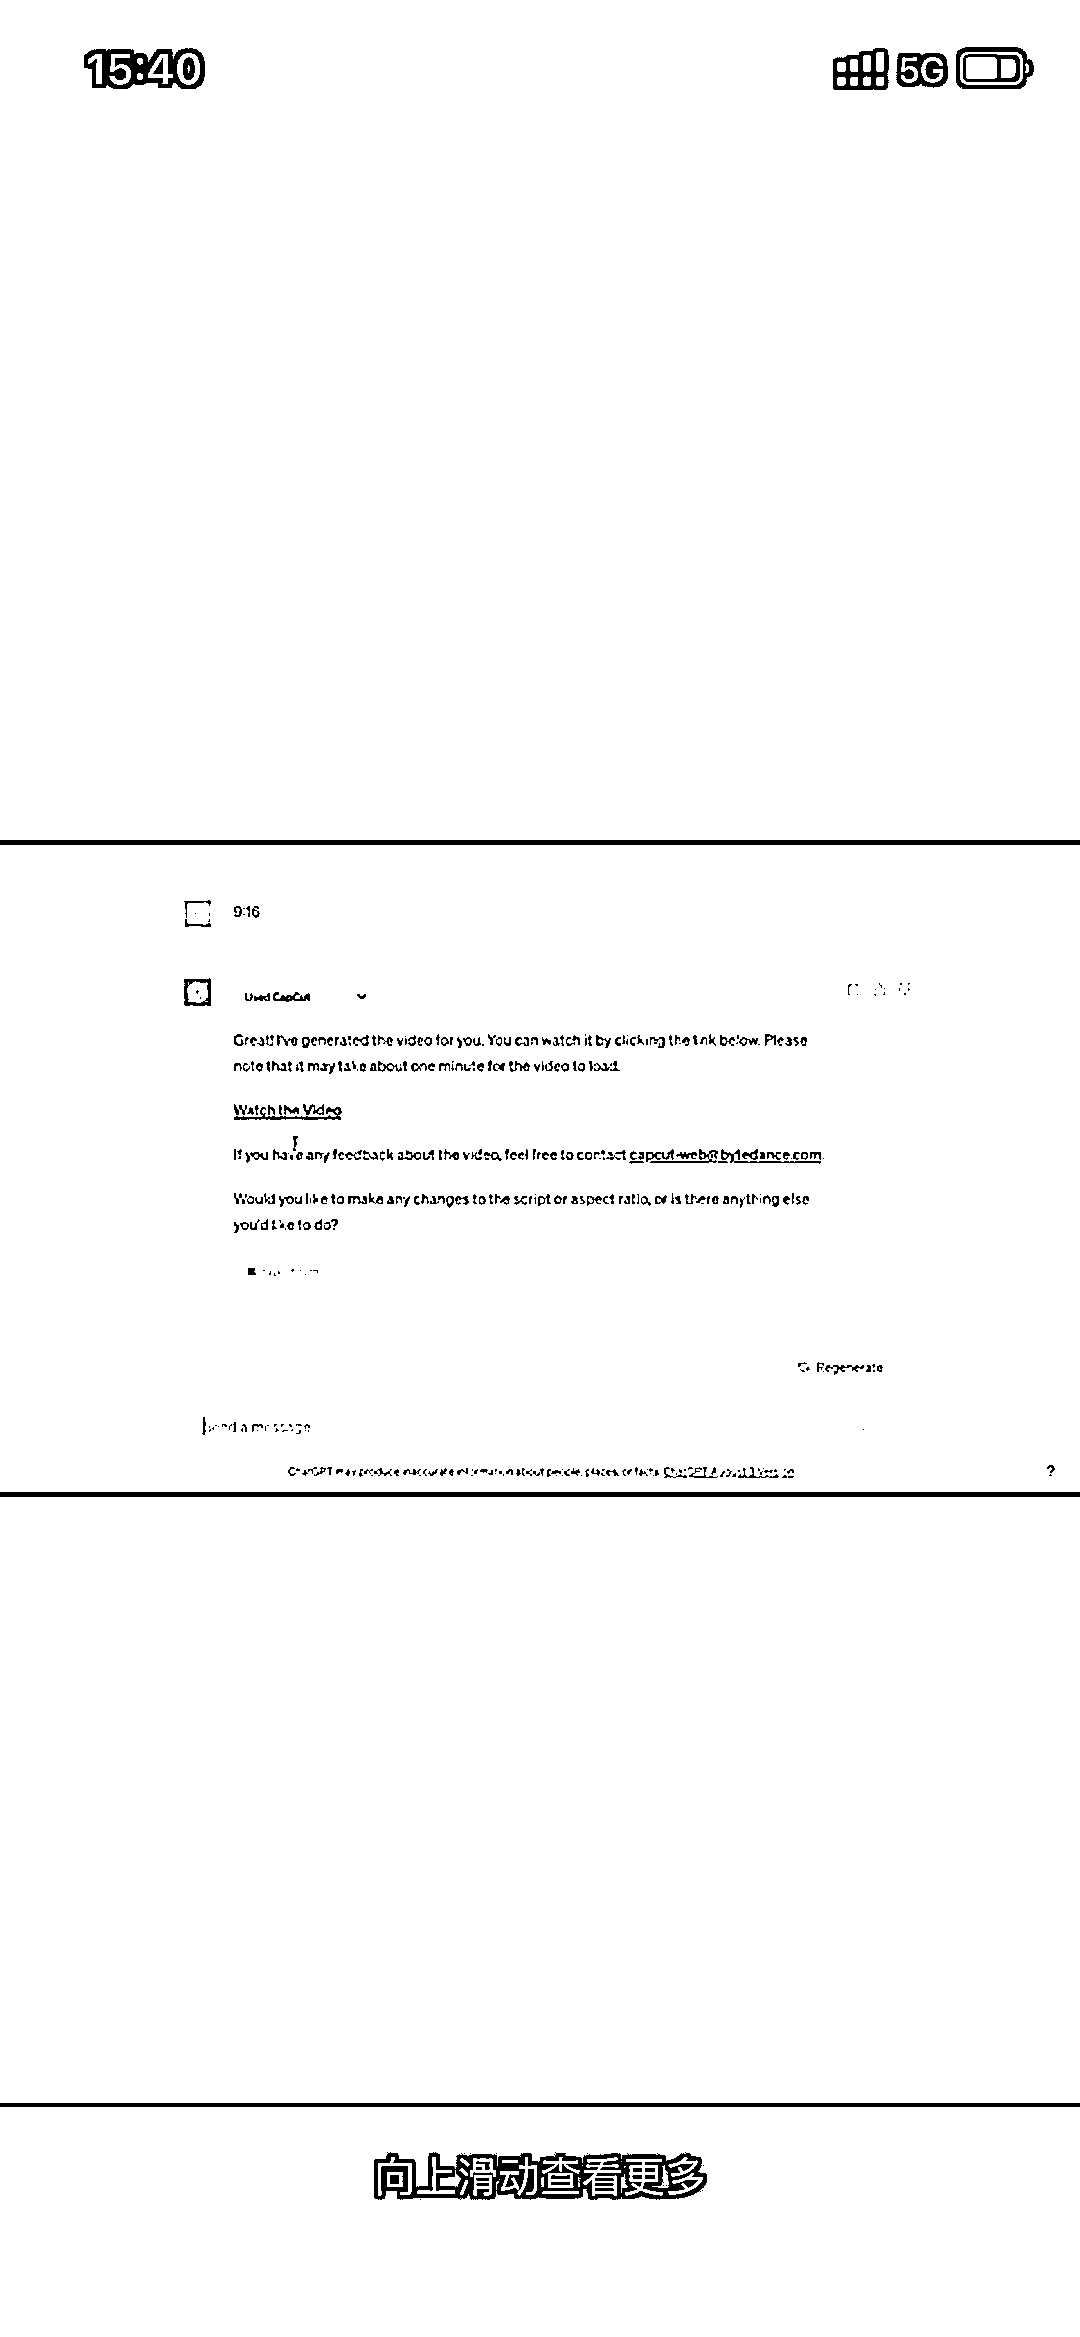 15:40
5G
9:16
Used CapCut
Great! I've generated the video for you. You can watch it by clicking the link below. Please
note that it may take about one minute for the video to load.
Watch the Video
If you have any feedback about the video, feel free to contact capcut-web@bytedance.com.
Would you like to make any changes to the script or aspect ratio, or is there anything else
you'd like to do?
Regenerate
Send a message
ChatGPT may produce inaccurate information about people, places, or facts. ChatGPT August 3 Version
?
向上滑动查看更多